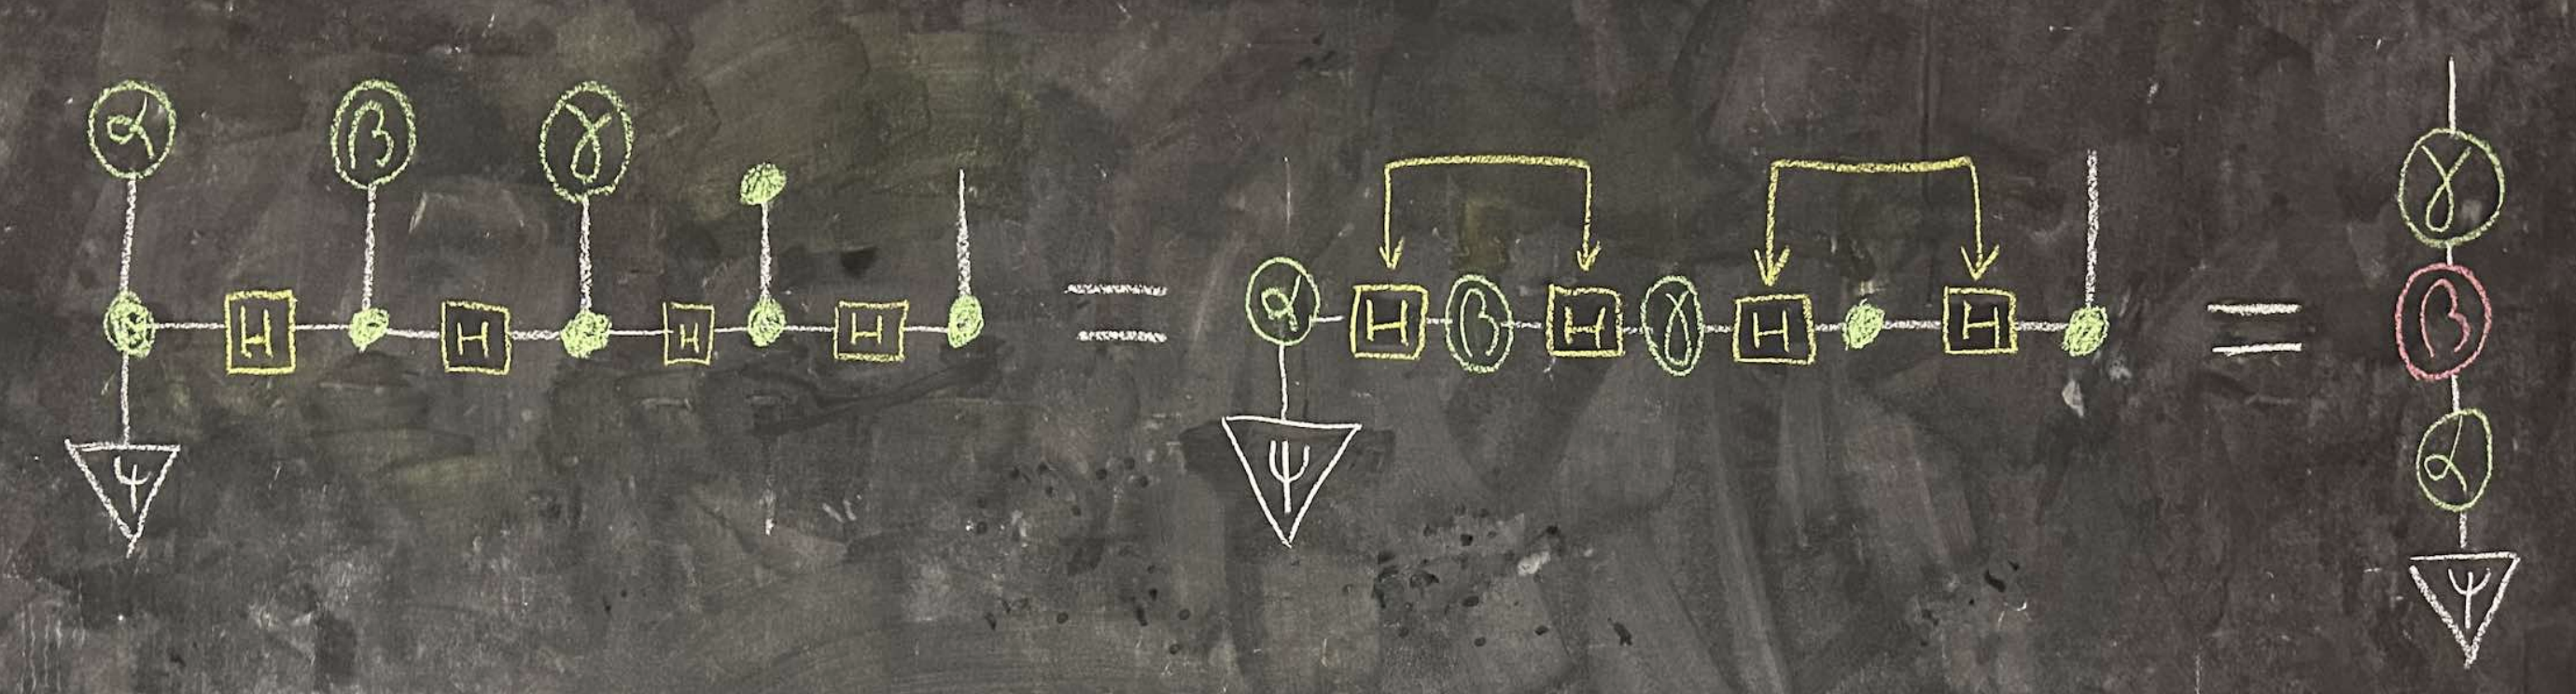 α β γ
H H H H
ψ
=
α H β H γ H H
ψ
=
γ
β
α
ψ